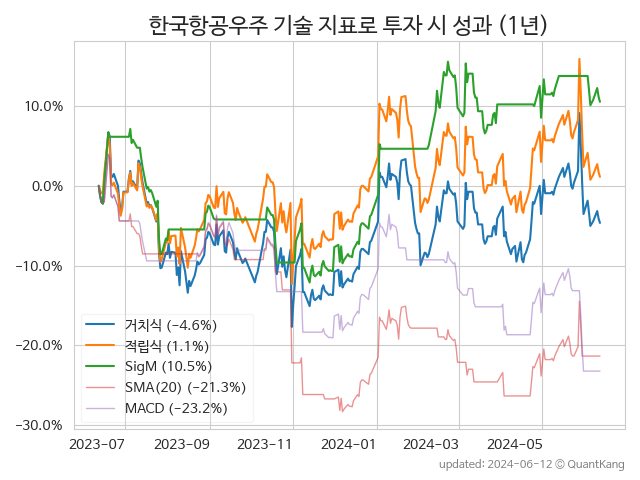 한국항공우주 기술 지표로 투자 시 성과 (1년)
10.0%
0.0%
−10.0%
−20.0%
−30.0%
거치식 (−4.6%)
적립식 (1.1%)
SigM (10.5%)
SMA(20) (−21.3%)
MACD (−23.2%)
2023-07 2023-09 2023-11 2024-01 2024-03 2024-05
updated: 2024-06-12 © QuantKang